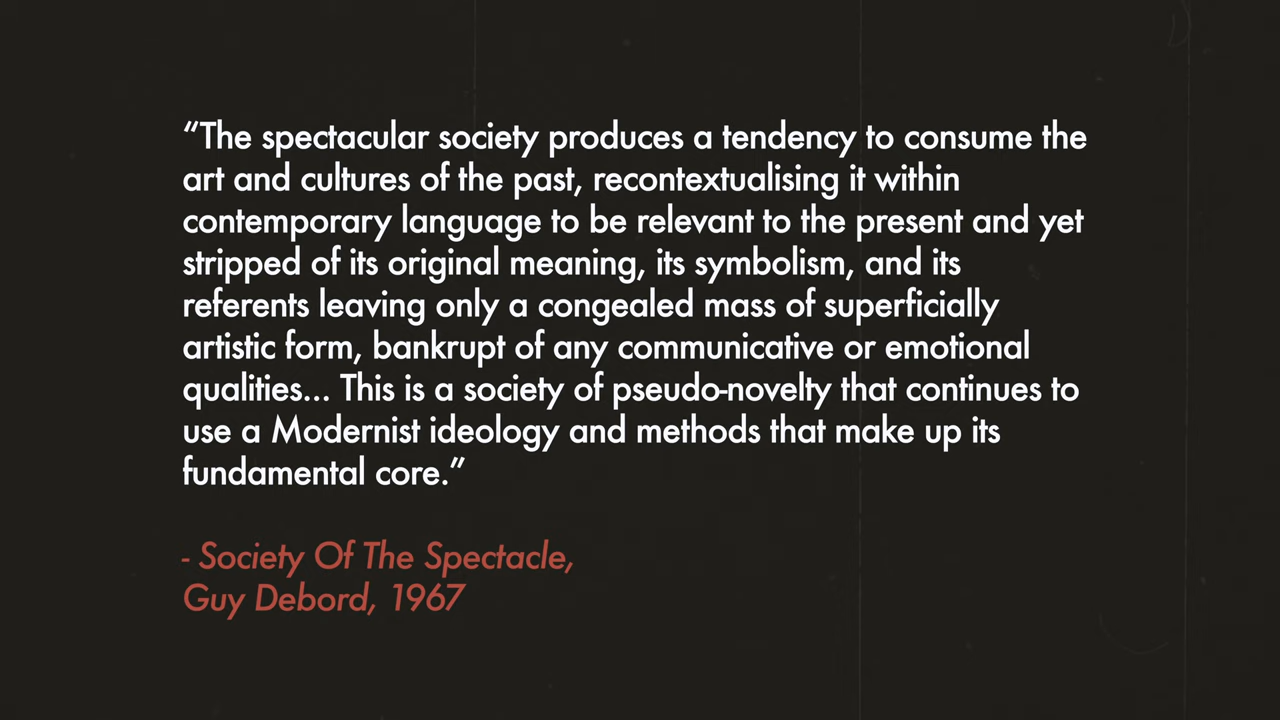 “The spectacular society produces a tendency to consume the
art and cultures of the past, recontextualising it within
contemporary language to be relevant to the present and yet
stripped of its original meaning, its symbolism, and its
referents leaving only a congealed mass of superficially
artistic form, bankrupt of any communicative or emotional
qualities... This is a society of pseudo-novelty that continues to
use a Modernist ideology and methods that make up its
fundamental core.”
- Society Of The Spectacle,
Guy Debord, 1967